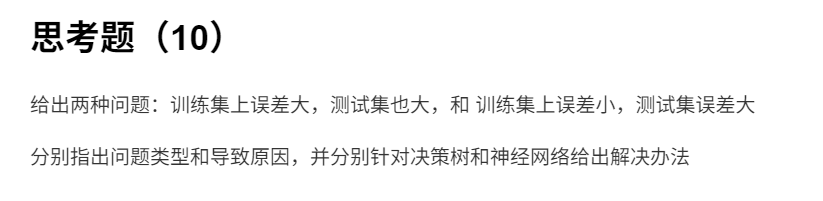 思考题（10）
给出两种问题：训练集上误差大，测试集也大，和 训练集上误差小，测试集误差大
分别指出问题类型和导致原因，并分别针对决策树和神经网络给出解决办法